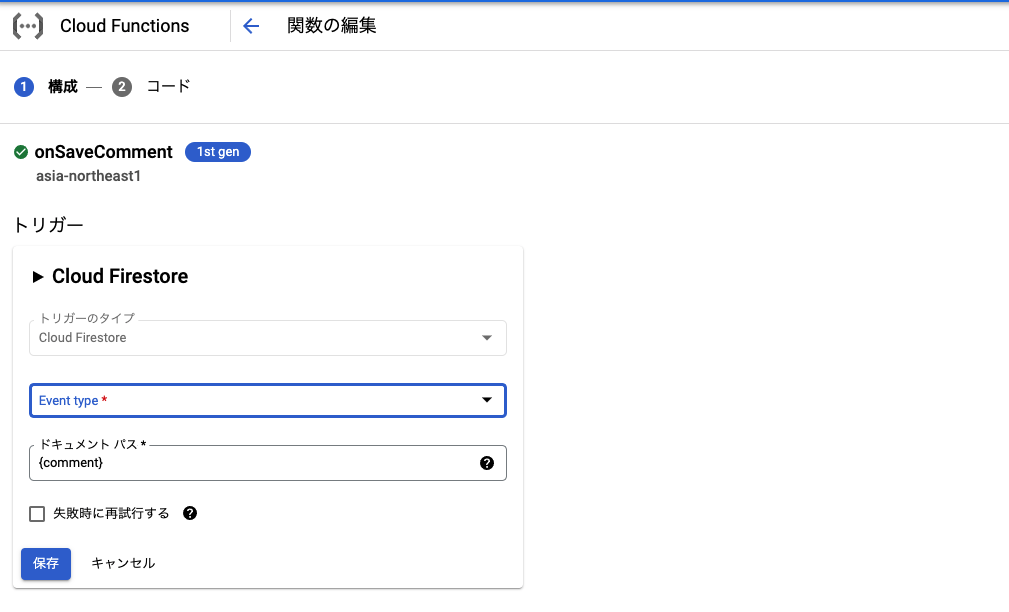 Cloud Functions
関数の編集
1 構成 — 2 コード
onSaveComment 1st gen
asia-northeast1
トリガー
Cloud Firestore
トリガーのタイプ
Cloud Firestore
Event type *
ドキュメント パス *
{comment}
失敗時に再試行する
保存 キャンセル